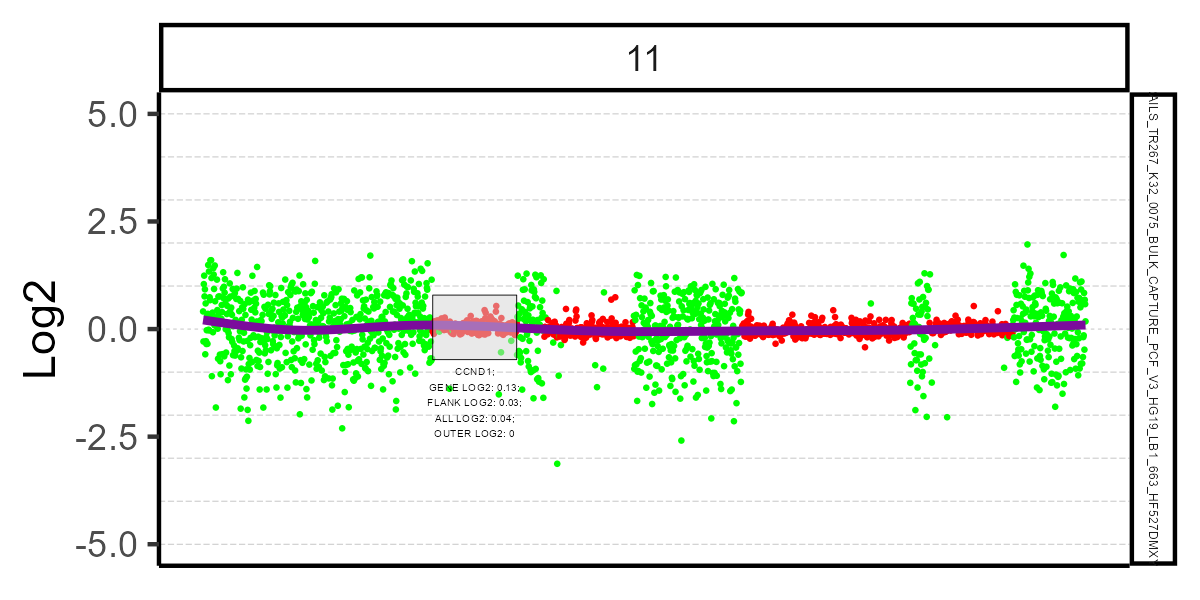 11
5.0
2.5
0.0
-2.5
-5.0
Log2
CCND1;
GENE LOG2: 0.13;
FLANK LOG2: 0.03;
ALL LOG2: 0.04;
OUTER LOG2: 0
AILS_TR267_K32_0075_BULK_CAPTURE_PCF_V3_HG19_LB1_663_HF527DMX